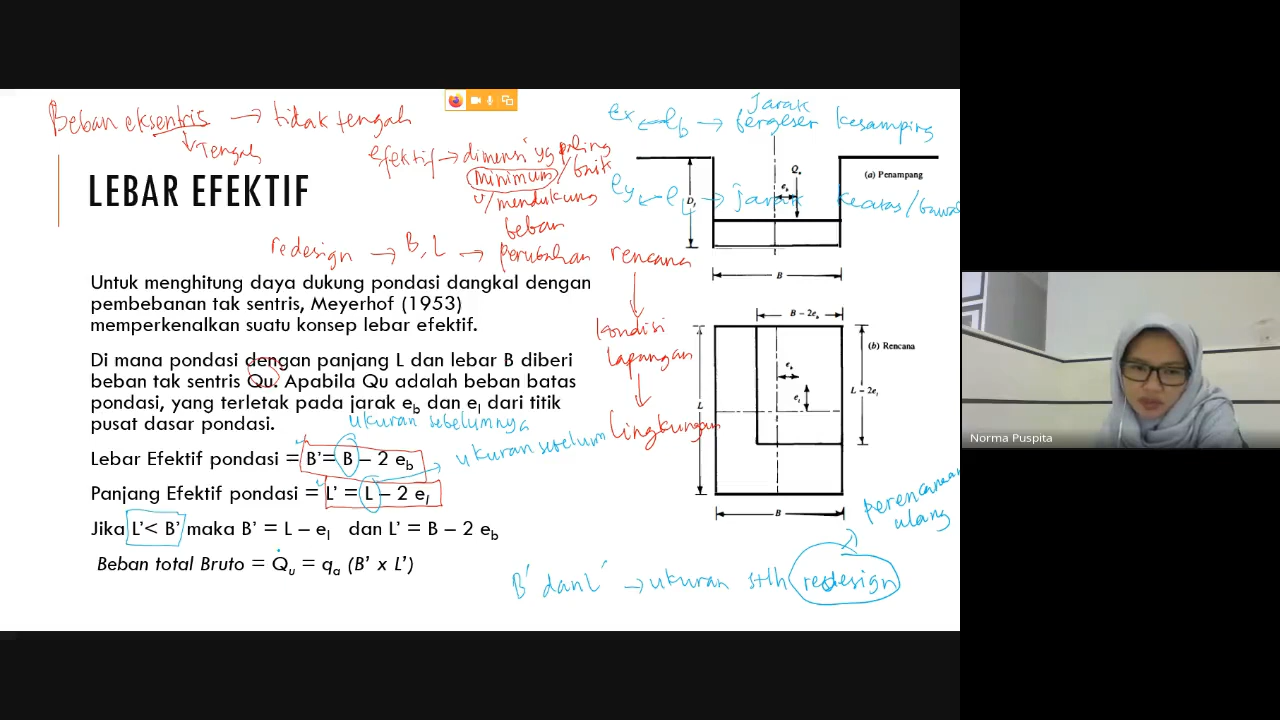 Beban eksentris → tidak tengah
↳ Tengah
efektif → dimensi yg paling
minimum / baik
u/ mendukung
beban
LEBAR EFEKTIF
redesign → B, L → perubahan rencana
kondisi
lapangan
lingkungan
Untuk menghitung daya dukung pondasi dangkal dengan
pembebanan tak sentris, Meyerhof (1953)
memperkenalkan suatu konsep lebar efektif.
Di mana pondasi dengan panjang L dan lebar B diberi
beban tak sentris Qu. Apabila Qu adalah beban batas
pondasi, yang terletak pada jarak eb dan el dari titik
pusat dasar pondasi.
ukuran sebelumnya
Lebar Efektif pondasi = B'= B – 2 eb
ukuran sebelum
Panjang Efektif pondasi = L' = L – 2 el
Jika L'< B' maka B' = L – el dan L' = B – 2 eb
Beban total Bruto = Qu = qa (B' x L')
B' dan L' → ukuran stlh redesign
perencanaan
ulang
ex ← eb → Jarak
bergeser kesamping
ey ← eL → jarak keatas/bawah
Qu
(a) Penampang
eb
Df
B
B – 2eb
(b) Rencana
eb
el
L – 2el
L
B
Norma Puspita